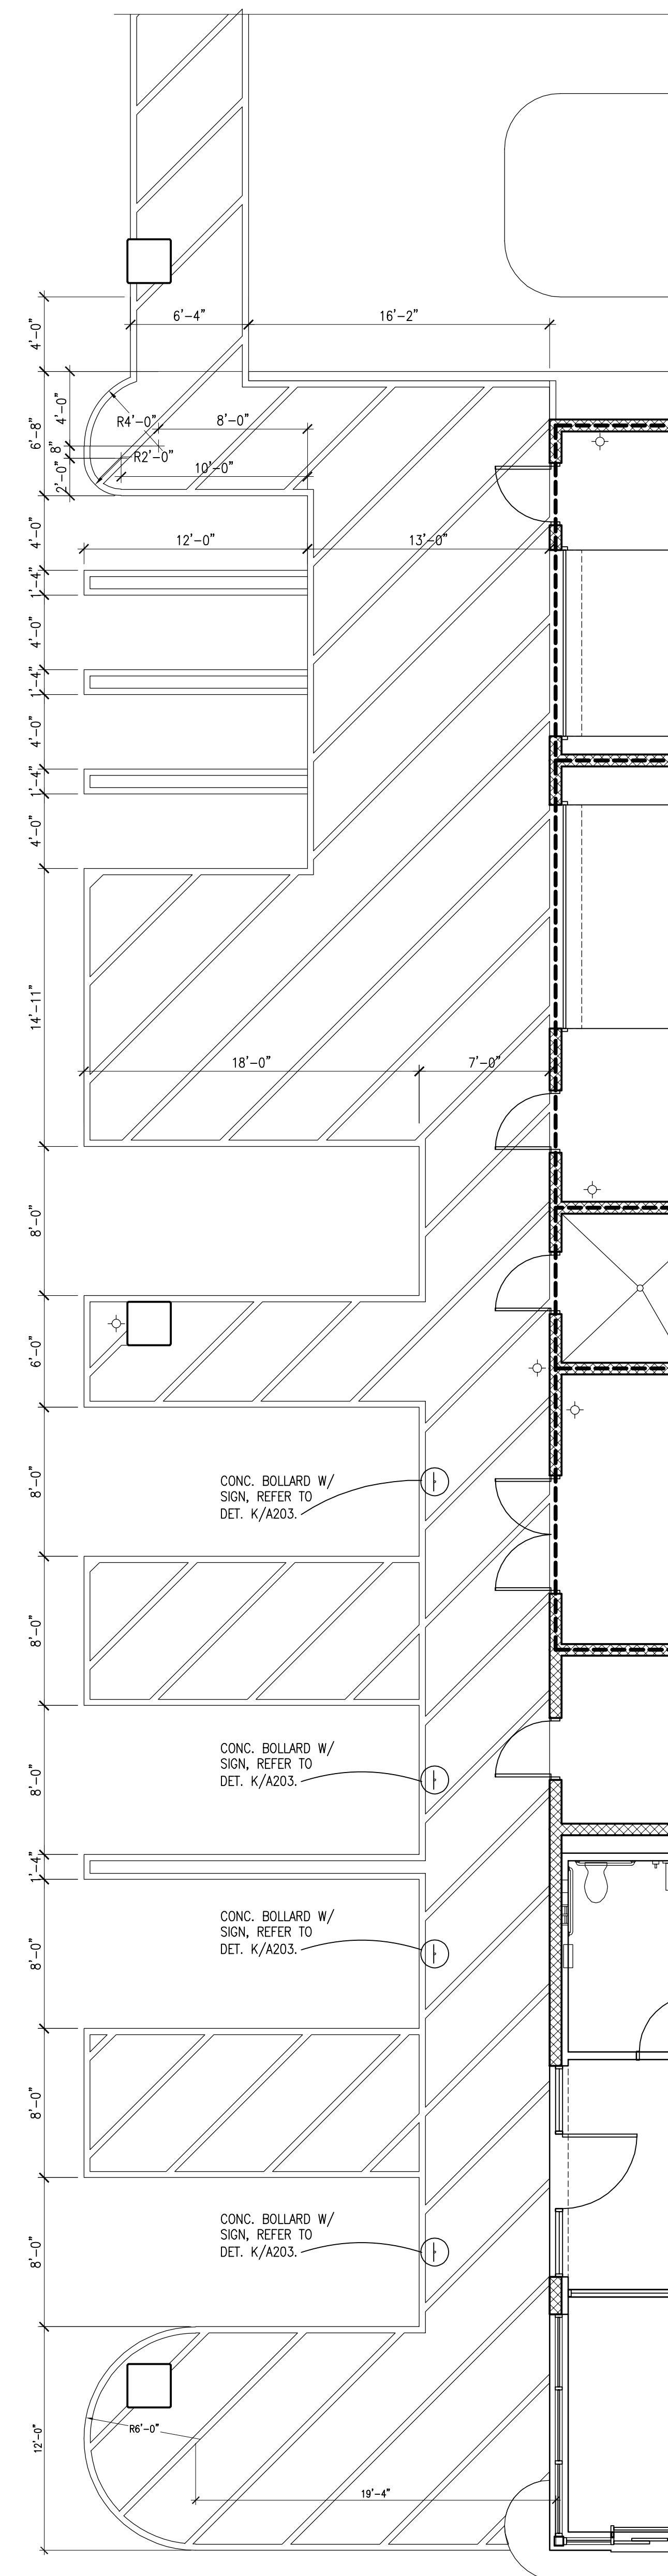 6'-4"
16'-2"
4'-0"
6'-8"
4'-0"
8"
2'-0"
R4'-0"
8'-0"
R2'-0"
10'-0"
4'-0"
12'-0"
13'-0"
1'-4"
4'-0"
1'-4"
4'-0"
1'-4"
4'-0"
14'-11"
18'-0"
7'-0"
8'-0"
6'-0"
8'-0"
CONC. BOLLARD W/
SIGN, REFER TO
DET. K/A203.
8'-0"
8'-0"
CONC. BOLLARD W/
SIGN, REFER TO
DET. K/A203.
1'-4"
8'-0"
CONC. BOLLARD W/
SIGN, REFER TO
DET. K/A203.
8'-0"
8'-0"
CONC. BOLLARD W/
SIGN, REFER TO
DET. K/A203.
12'-0"
R6'-0"
19'-4"